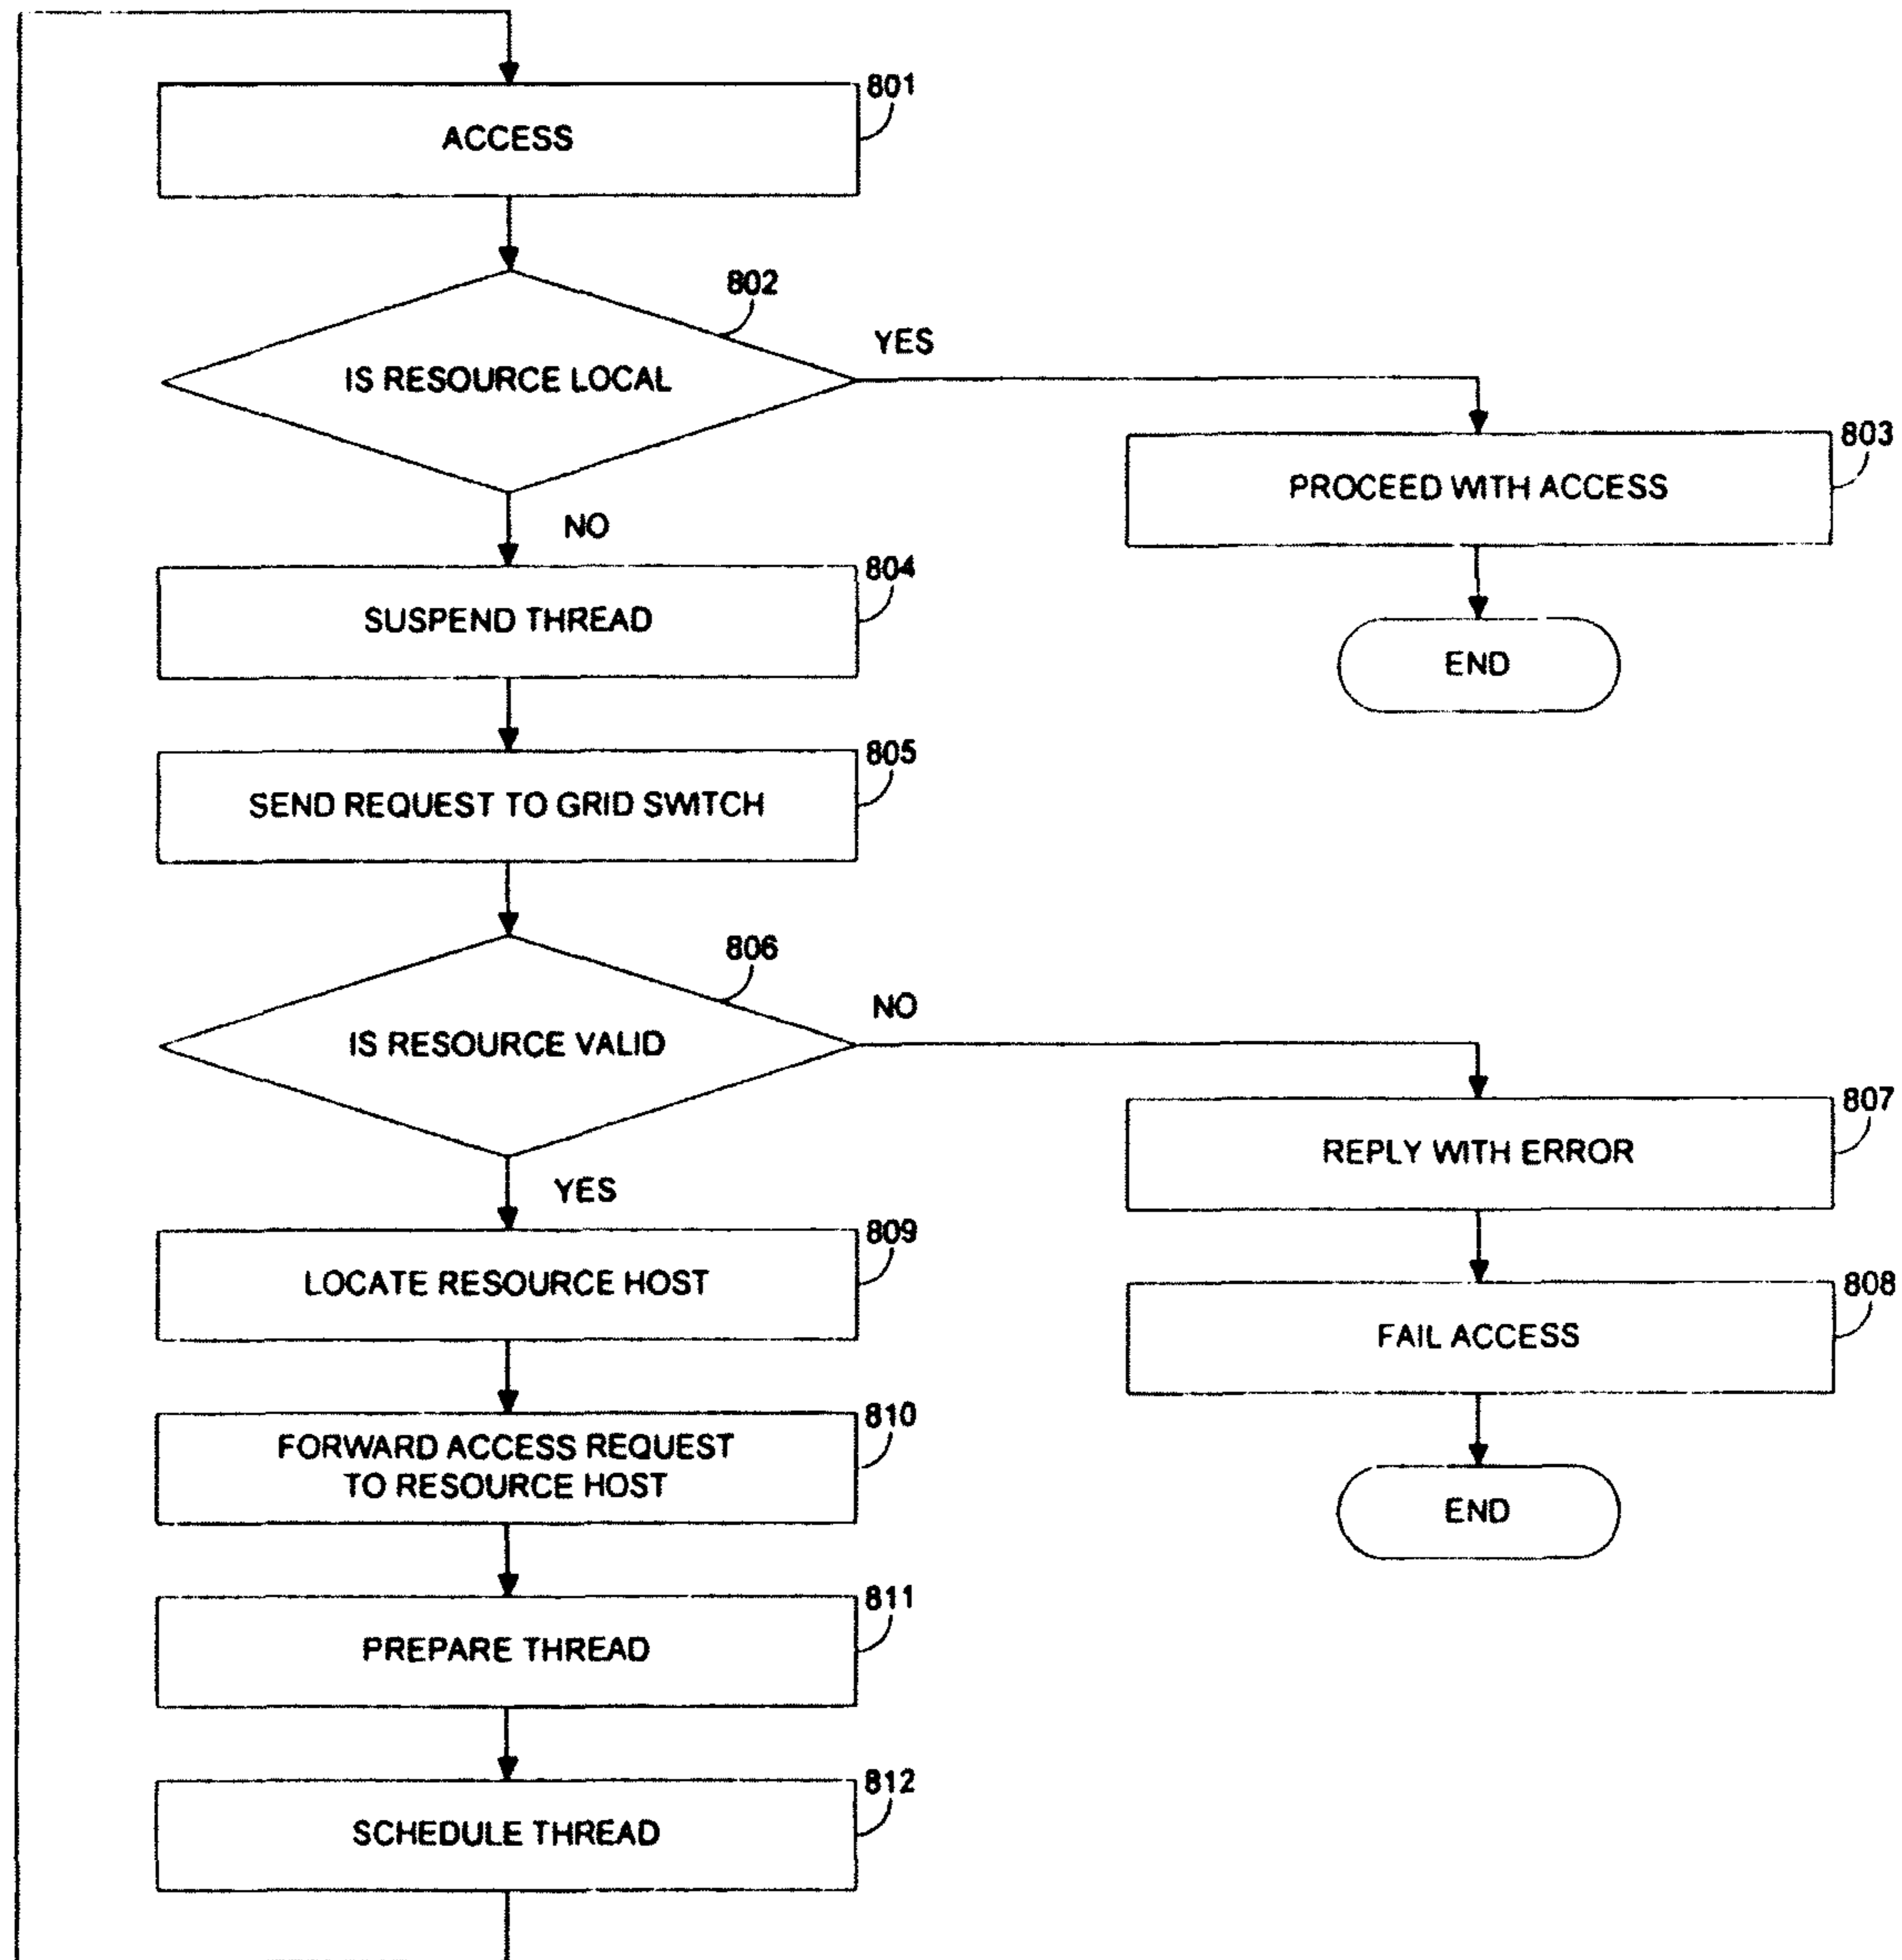 801
ACCESS
802
IS RESOURCE LOCAL
YES
803
PROCEED WITH ACCESS
END
NO
804
SUSPEND THREAD
805
SEND REQUEST TO GRID SWITCH
806
IS RESOURCE VALID
NO
807
REPLY WITH ERROR
808
FAIL ACCESS
END
YES
809
LOCATE RESOURCE HOST
810
FORWARD ACCESS REQUEST
TO RESOURCE HOST
811
PREPARE THREAD
812
SCHEDULE THREAD